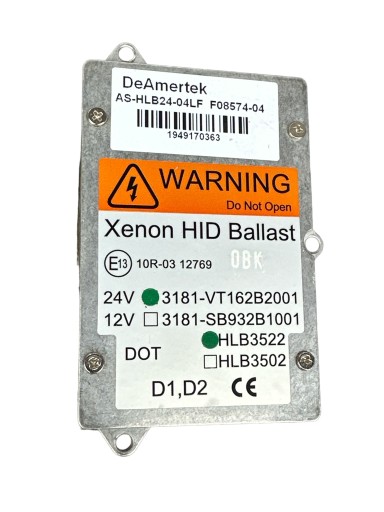 DeAmertek
AS-HLB24-04LF F08574-04
1949170363
WARNING
Do Not Open
Xenon HID Ballast
E13 10R-03 12769 OBK
24V 3181-VT162B2001
12V 3181-SB932B1001
HLB3522
DOT
HLB3502
D1,D2 CE